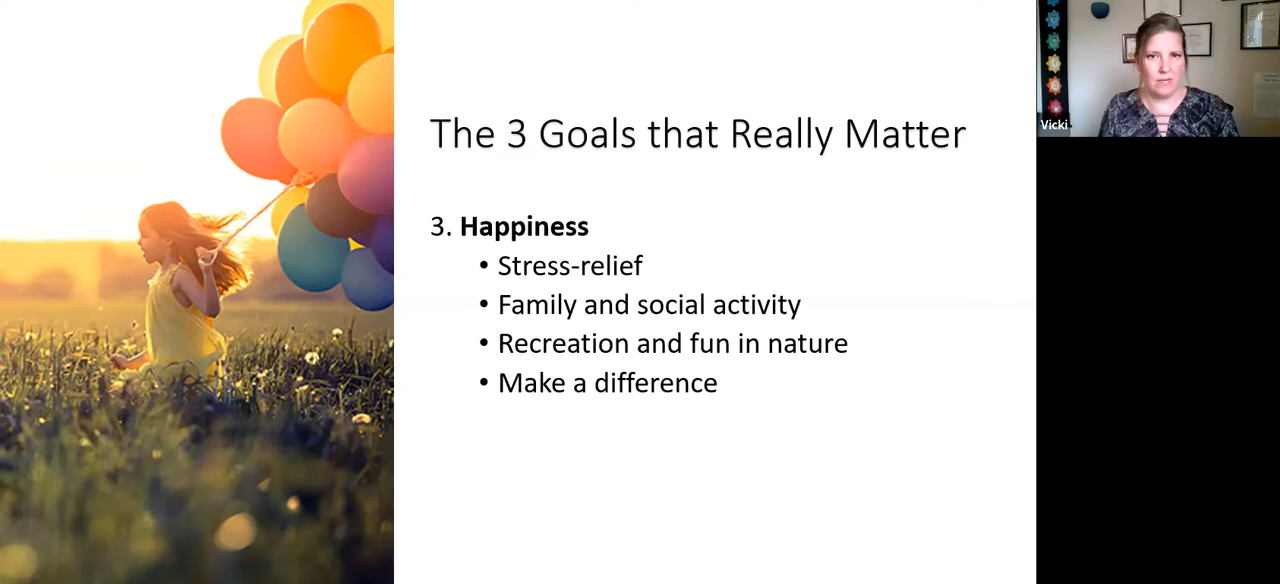 The 3 Goals that Really Matter
3. Happiness
• Stress-relief
• Family and social activity
• Recreation and fun in nature
• Make a difference
Vicki